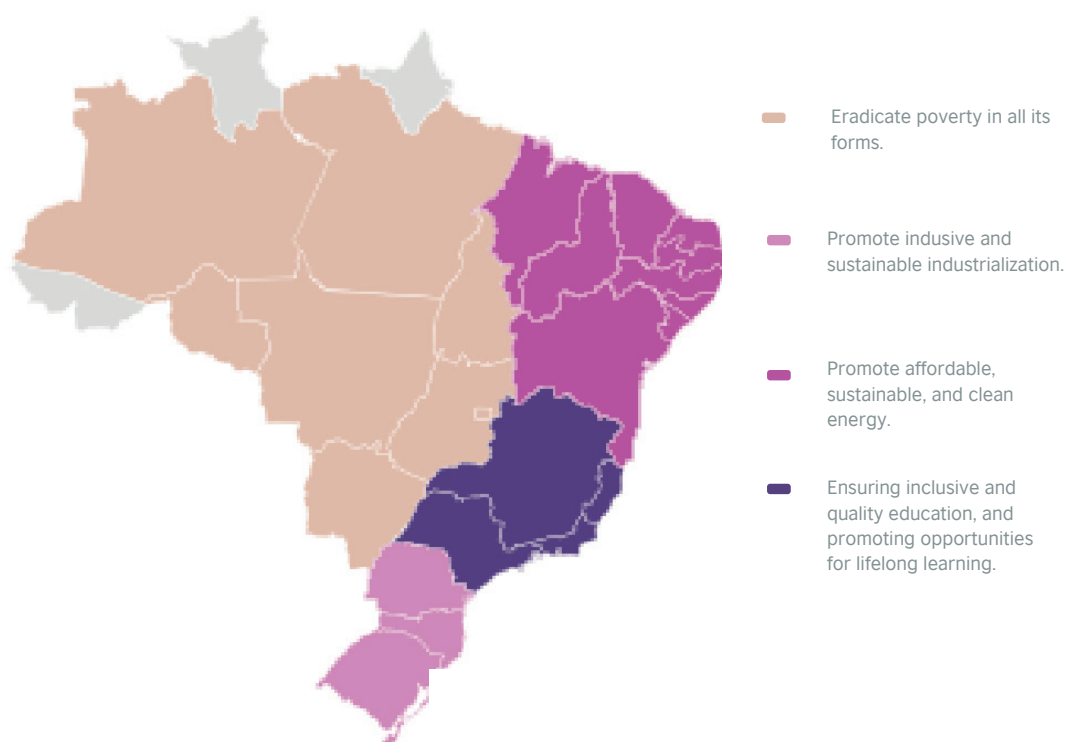 Eradicate poverty in all its
forms.
Promote indusive and
sustainable industrialization.
Promote affordable,
sustainable, and clean
energy.
Ensuring inclusive and
quality education, and
promoting opportunities
for lifelong learning.